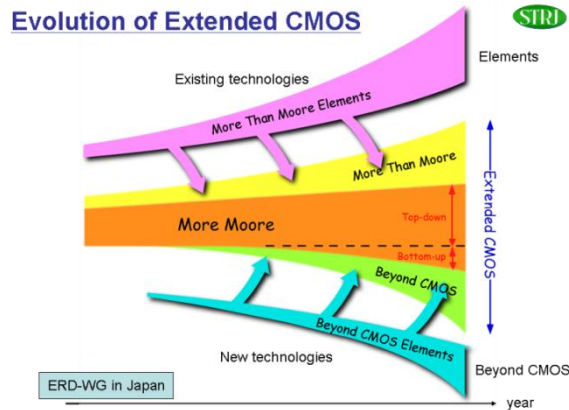 Evolution of Extended CMOS
STRJ
Elements
Existing technologies
More Than Moore Elements
More Than Moore
More Moore
Top-down
Extended CMOS
Bottom-up
Beyond CMOS
Beyond CMOS Elements
New technologies
Beyond CMOS
ERD-WG in Japan
year